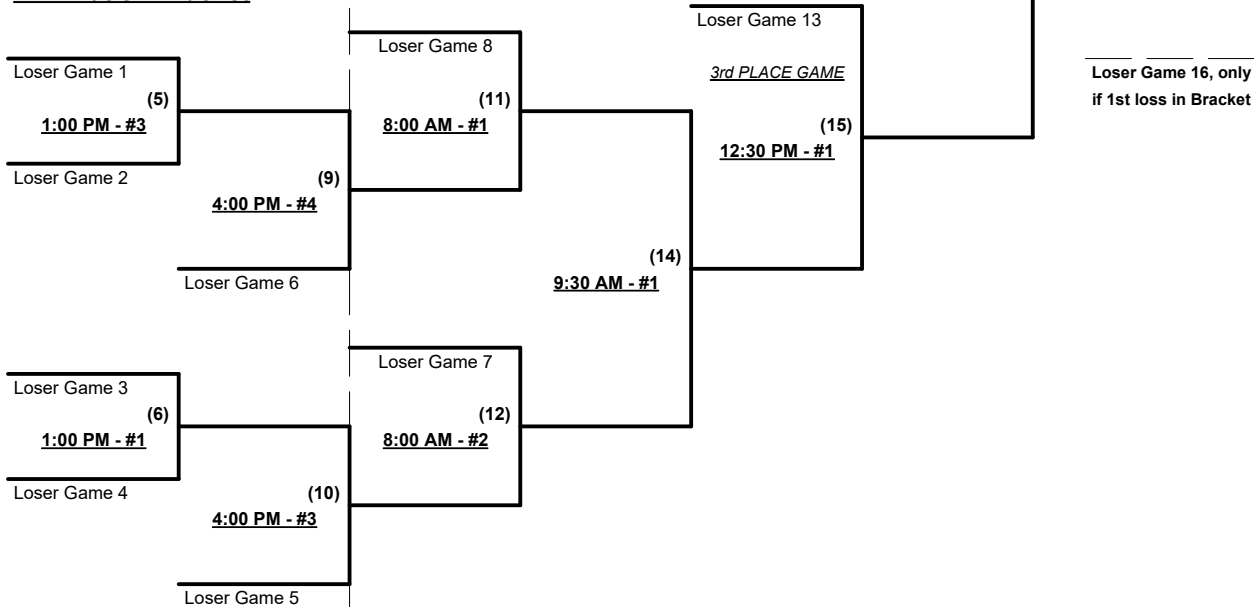 Loser Game 13
Loser Game 8
Loser Game 1
3rd PLACE GAME
Loser Game 16, only
if 1st loss in Bracket
(5)
1:00 PM - #3
(11)
8:00 AM - #1
(15)
12:30 PM - #1
Loser Game 2
(9)
4:00 PM - #4
(14)
9:30 AM - #1
Loser Game 6
Loser Game 7
Loser Game 3
(6)
1:00 PM - #1
(12)
8:00 AM - #2
Loser Game 4
(10)
4:00 PM - #3
Loser Game 5